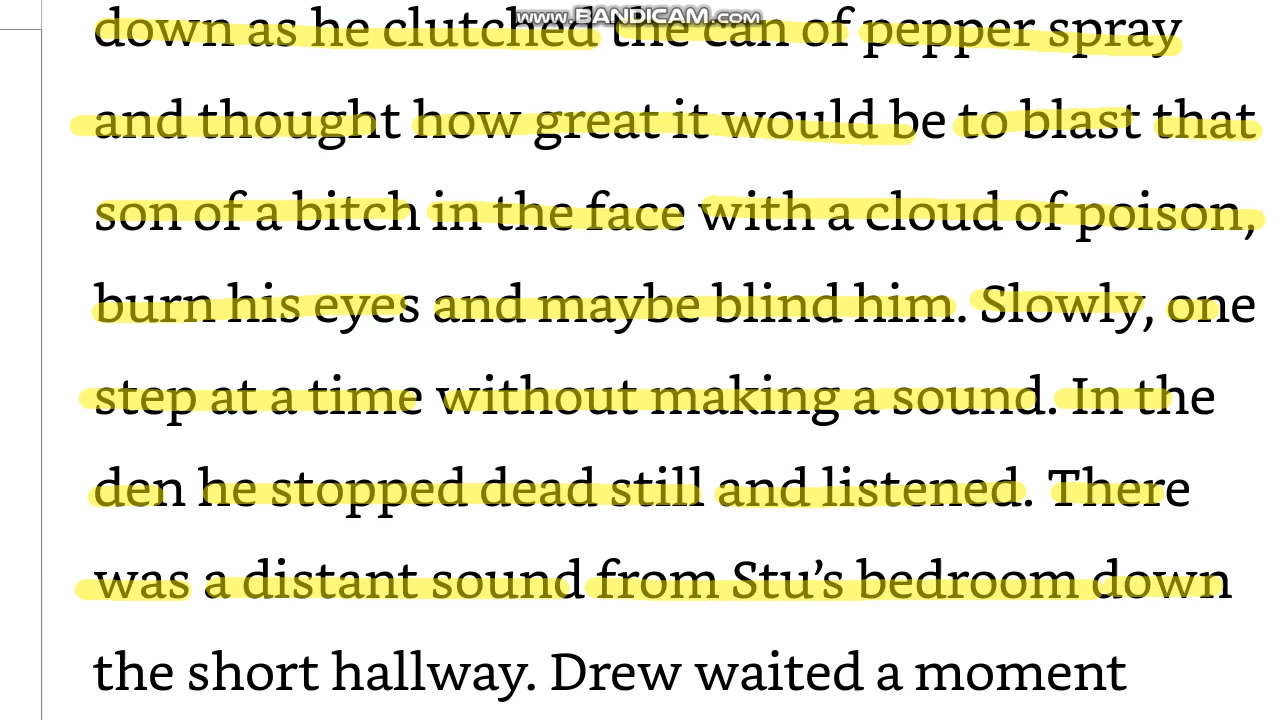 www.BANDICAM.com
down as he clutched the can of pepper spray
and thought how great it would be to blast that
son of a bitch in the face with a cloud of poison,
burn his eyes and maybe blind him. Slowly, one
step at a time without making a sound. In the
den he stopped dead still and listened. There
was a distant sound from Stu’s bedroom down
the short hallway. Drew waited a moment